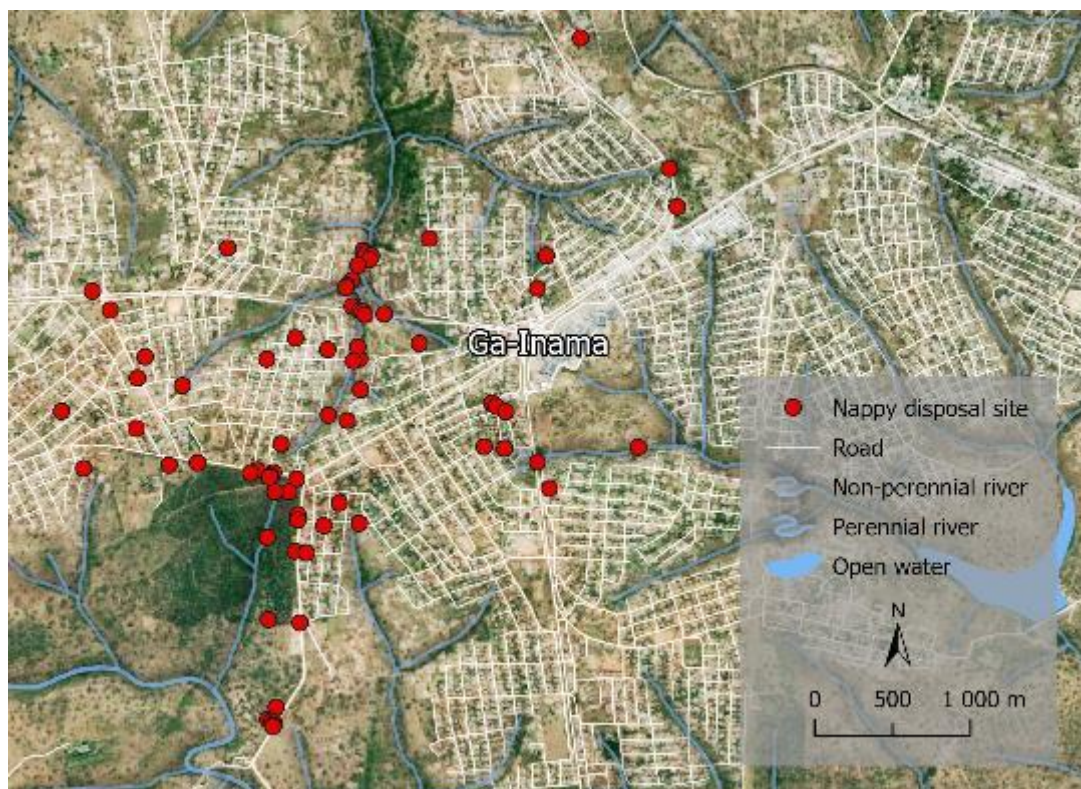 Ga-Inama
Nappy disposal site
Road
Non-perennial river
Perennial river
Open water
N
0 500 1 000 m